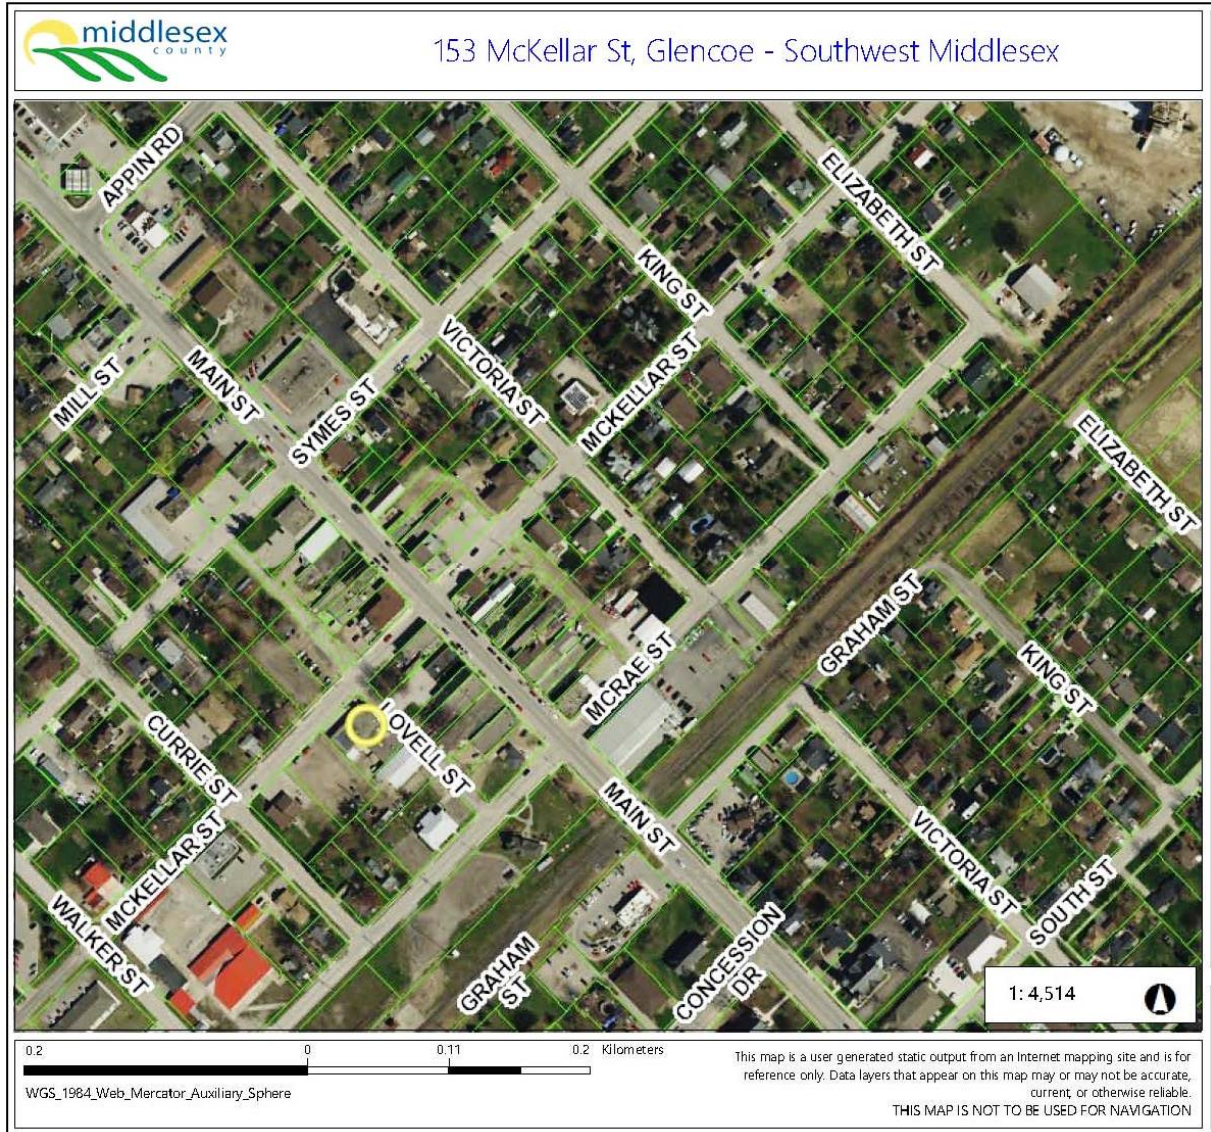 middlesex
county
153 McKellar St, Glencoe - Southwest Middlesex
APPIN RD
ELIZABETH ST
KING ST
VICTORIA ST
MCKELLAR ST
MILL ST
MAIN ST
SYMES ST
ELIZABETH ST
GRAHAM ST
KING ST
MCRAE ST
LOVELL ST
CURRIE ST
MAIN ST
VICTORIA ST
MCKELLAR ST
SOUTH ST
WALKER ST
GRAHAM
ST
CONCESSION
DR
1: 4,514
0.2 0 0.11 0.2 Kilometers
WGS_1984_Web_Mercator_Auxiliary_Sphere
This map is a user generated static output from an Internet mapping site and is for
reference only. Data layers that appear on this map may or may not be accurate,
current, or otherwise reliable.
THIS MAP IS NOT TO BE USED FOR NAVIGATION